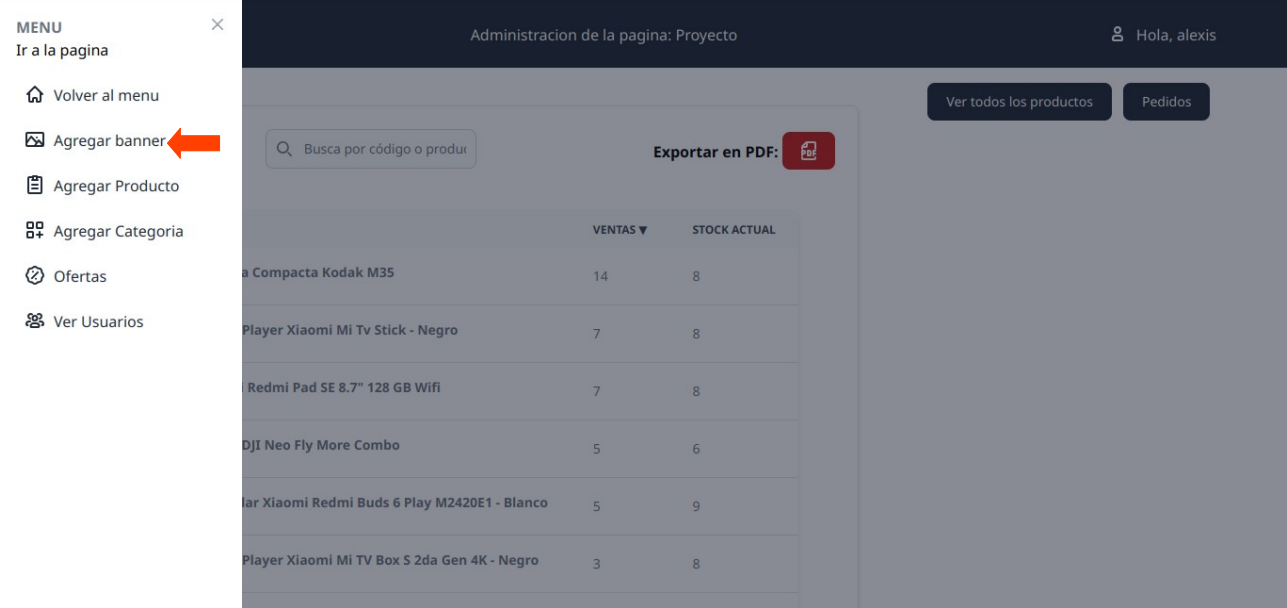 MENU
Ir a la pagina
Volver al menu
Agregar banner
Agregar Producto
Agregar Categoria
Ofertas
Ver Usuarios
Administracion de la pagina: Proyecto
Hola, alexis
Ver todos los productos
Pedidos
Busca por código o produc
Exportar en PDF:
PDF
VENTAS▼ STOCK ACTUAL
a Compacta Kodak M35 14 8
Player Xiaomi Mi Tv Stick - Negro 7 8
i Redmi Pad SE 8.7" 128 GB Wifi 7 8
DJI Neo Fly More Combo 5 6
lar Xiaomi Redmi Buds 6 Play M2420E1 - Blanco 5 9
Player Xiaomi Mi TV Box S 2da Gen 4K - Negro 3 8